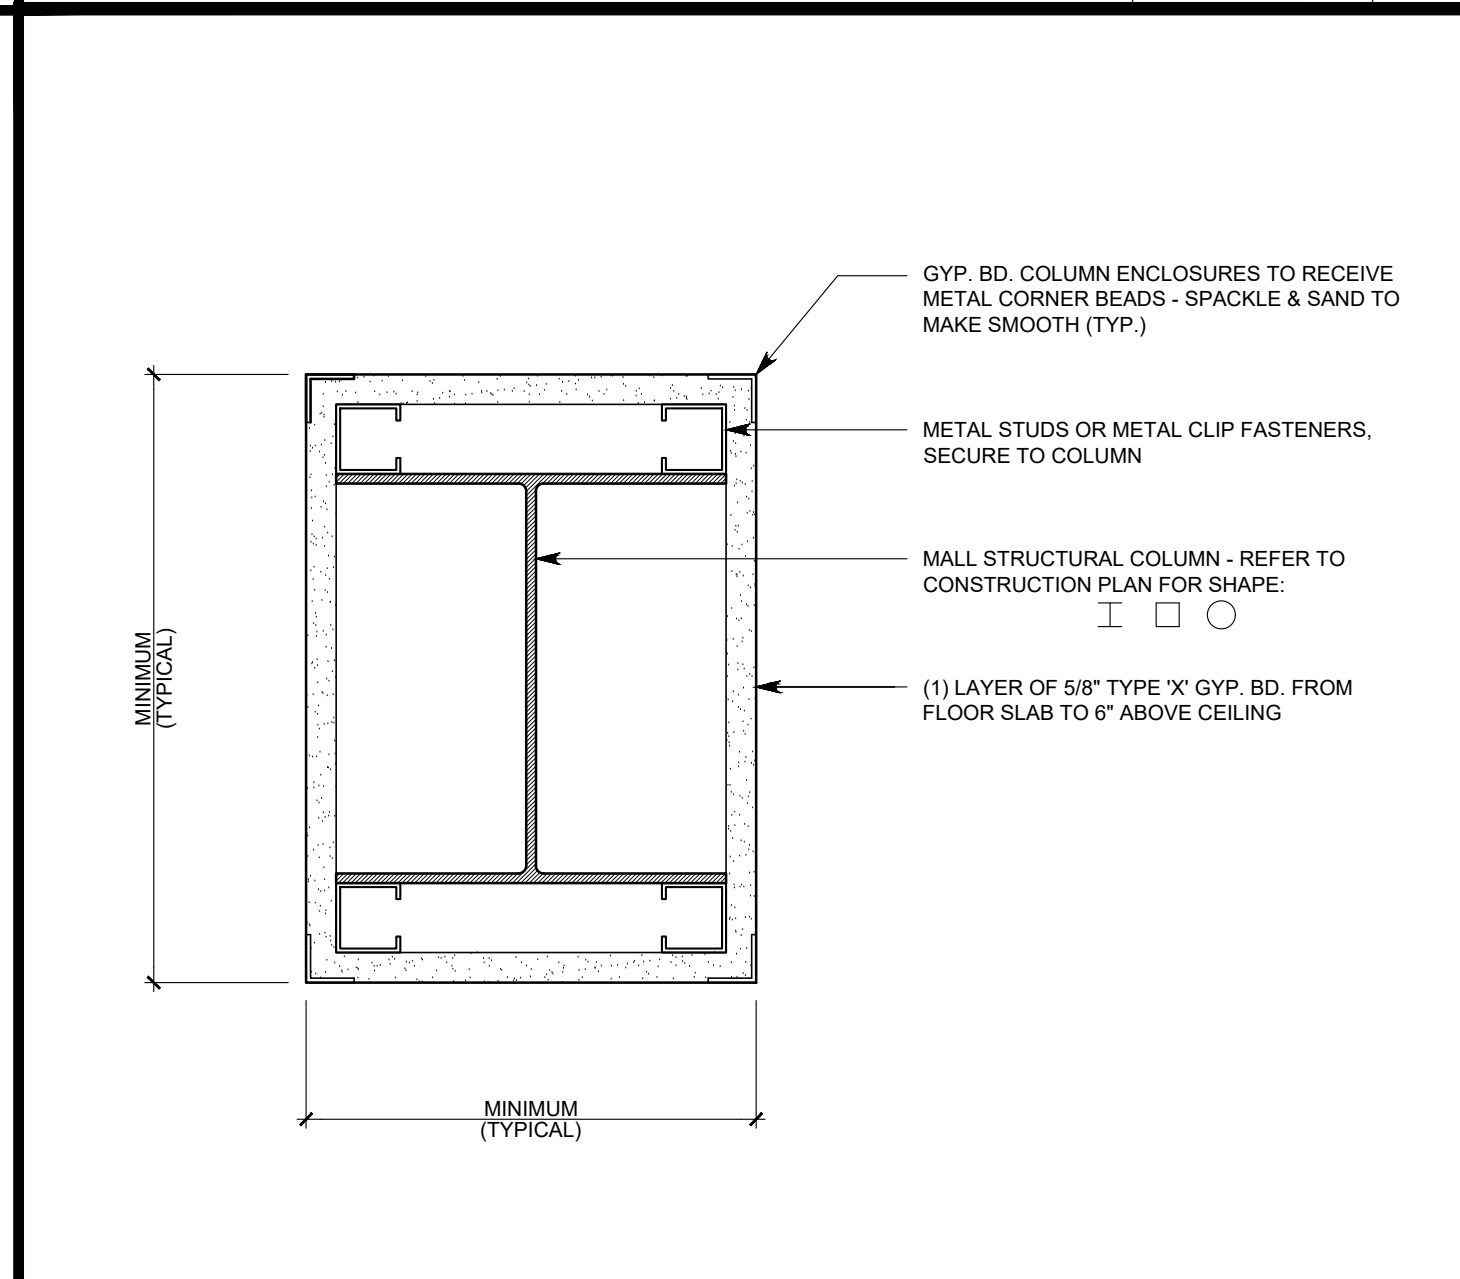 GYP. BD. COLUMN ENCLOSURES TO RECEIVE
METAL CORNER BEADS - SPACKLE & SAND TO
MAKE SMOOTH (TYP.)
METAL STUDS OR METAL CLIP FASTENERS,
SECURE TO COLUMN
MALL STRUCTURAL COLUMN - REFER TO
CONSTRUCTION PLAN FOR SHAPE:
(1) LAYER OF 5/8" TYPE 'X' GYP. BD. FROM
FLOOR SLAB TO 6" ABOVE CEILING
MINIMUM
(TYPICAL)
MINIMUM
(TYPICAL)